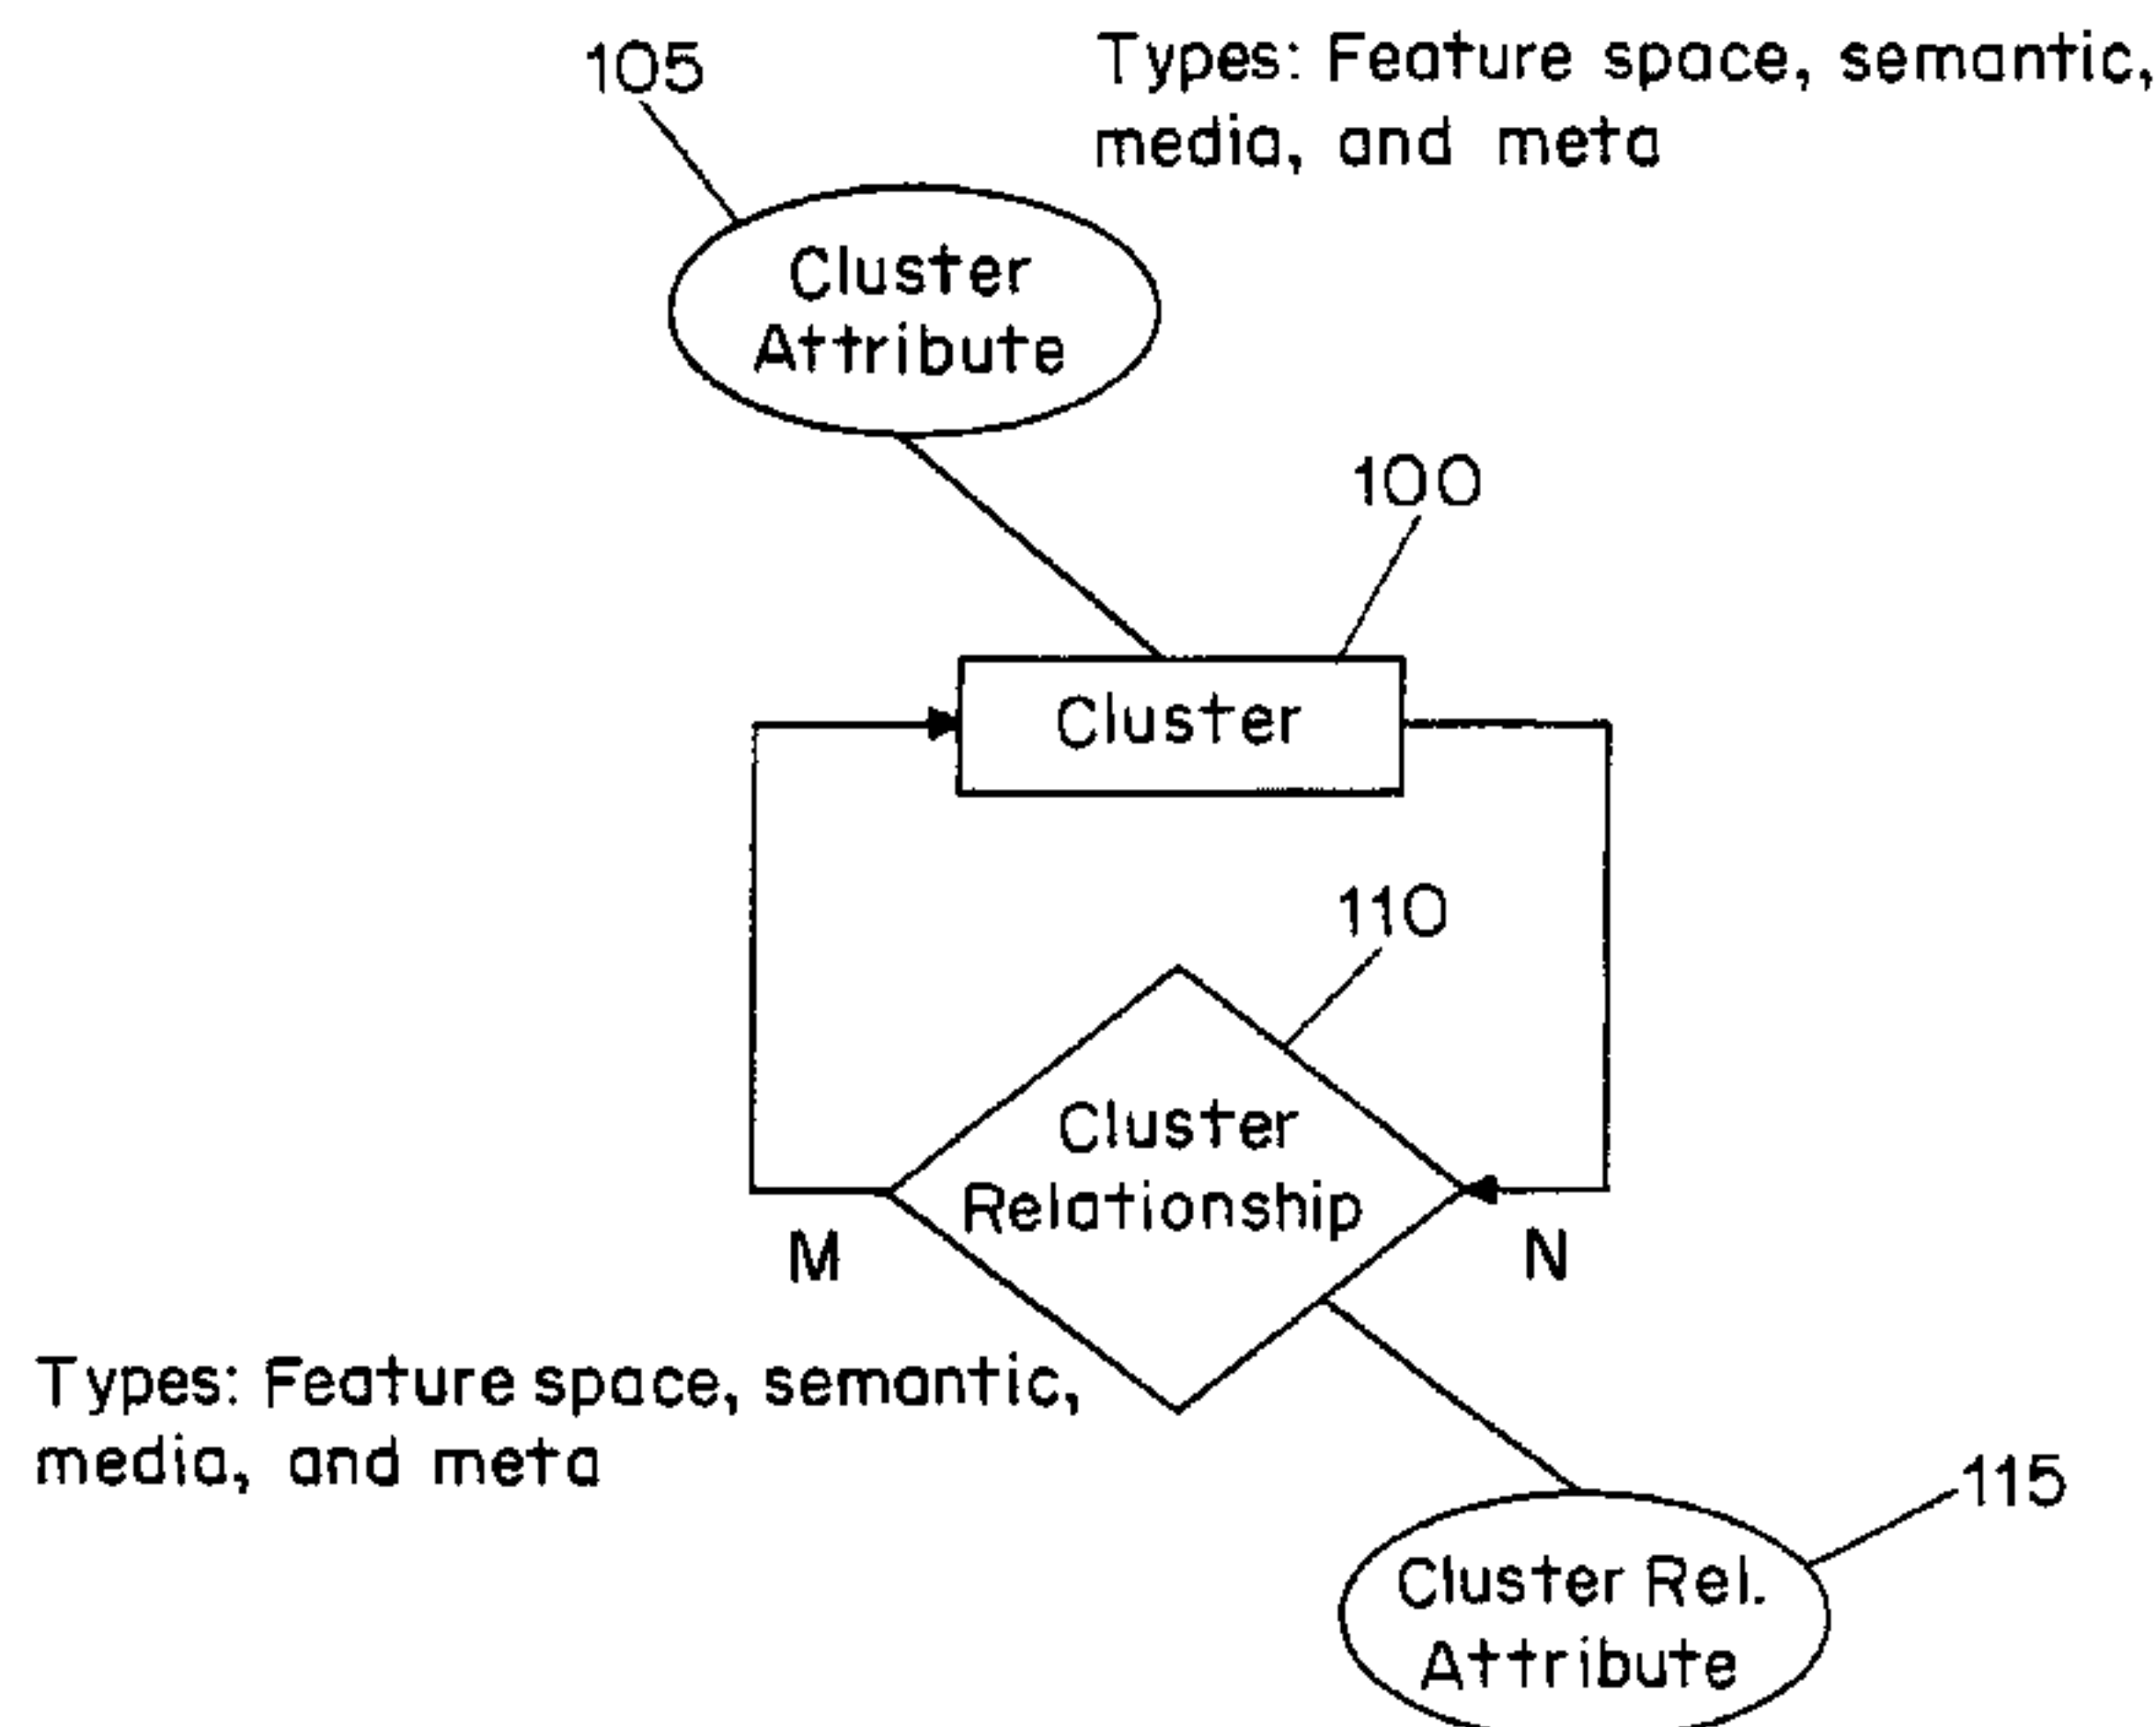 105
Types: Feature space, semantic,
media, and meta
Cluster
Attribute
100
Cluster
110
Cluster
Relationship
M
N
Types: Feature space, semantic,
media, and meta
115
Cluster Rel.
Attribute